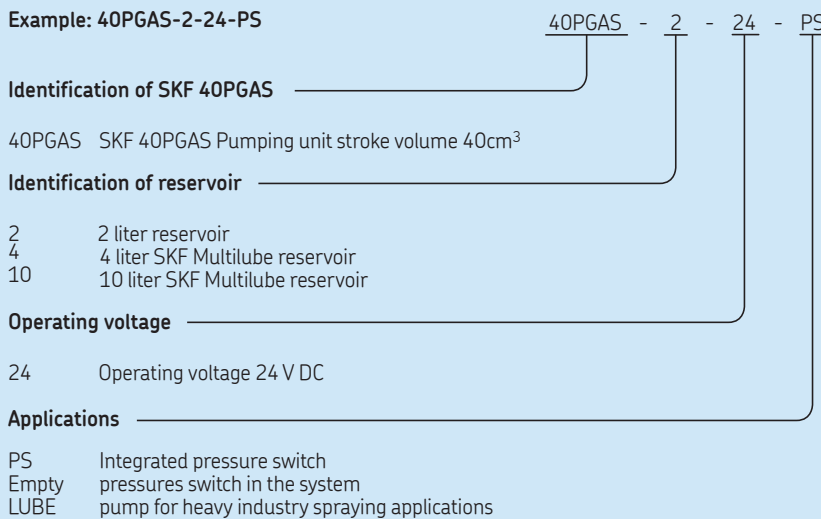 Example: 40PGAS-2-24-PS
40PGAS - 2 - 24 - PS
Identification of SKF 40PGAS
40PGAS SKF 40PGAS Pumping unit stroke volume 40cm³
Identification of reservoir
2 2 liter reservoir
4 4 liter SKF Multilube reservoir
10 10 liter SKF Multilube reservoir
Operating voltage
24 Operating voltage 24 V DC
Applications
PS Integrated pressure switch
Empty pressures switch in the system
LUBE pump for heavy industry spraying applications